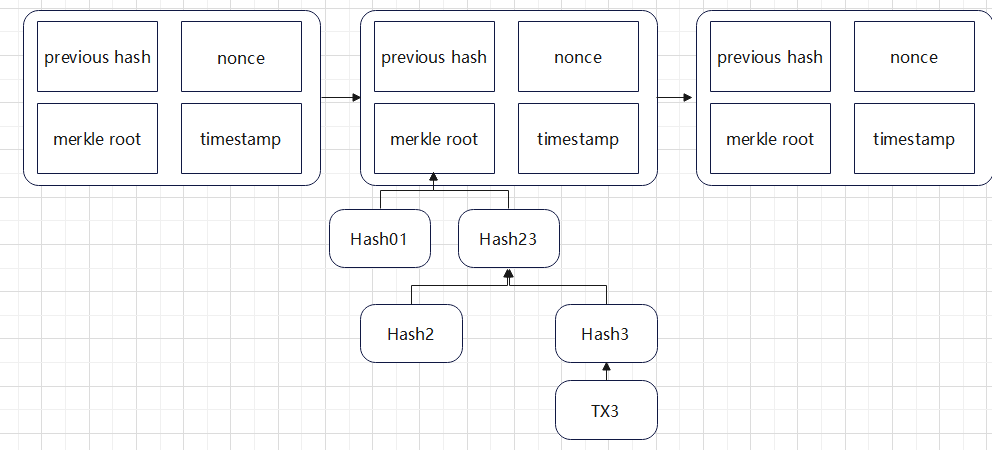 previous hash
nonce
previous hash
nonce
previous hash
nonce
merkle root
timestamp
merkle root
timestamp
merkle root
timestamp
Hash01
Hash23
Hash2
Hash3
TX3